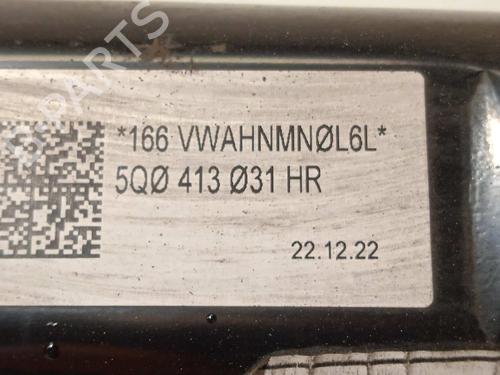 *166 VWAHNMNØL6L*
5QØ 413 Ø31 HR
22.12.22